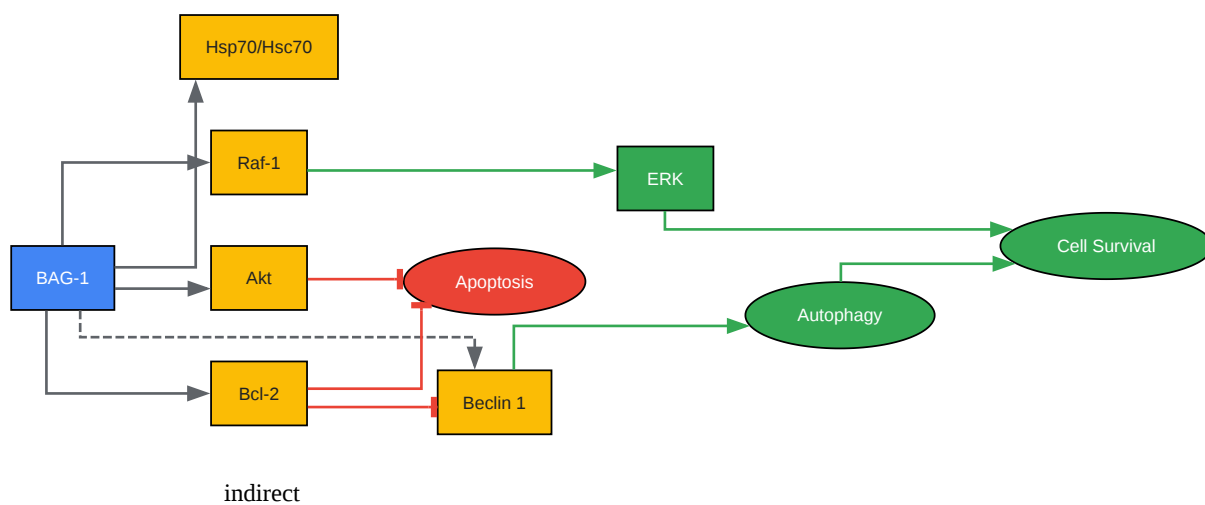 Hsp70/Hsc70
Raf-1
ERK
Cell Survival
BAG-1
Akt
Apoptosis
Autophagy
Bcl-2
Beclin 1
indirect